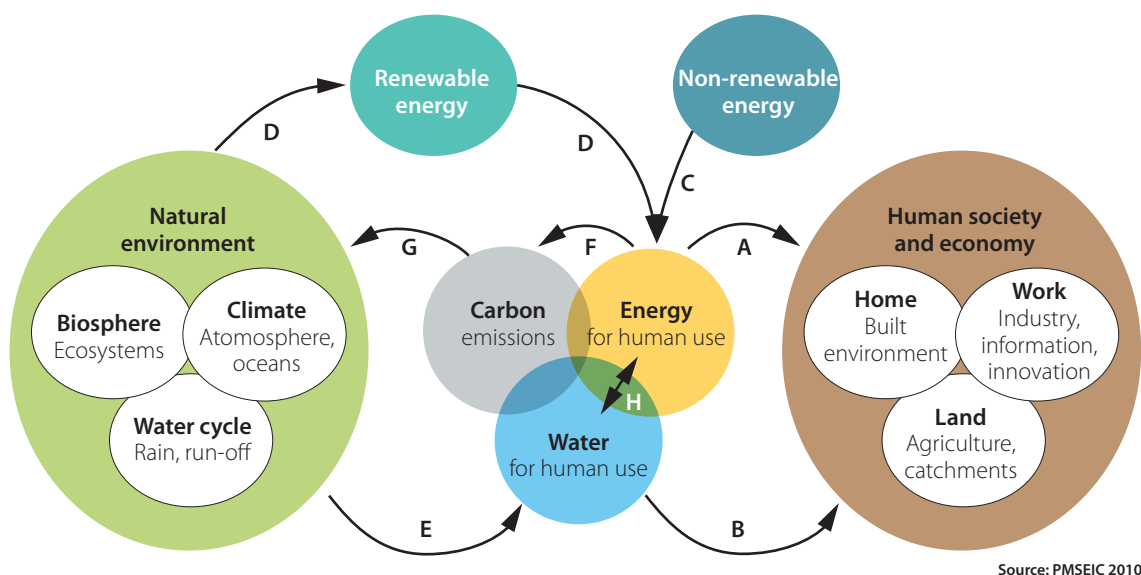 Renewable
energy
Non-renewable
energy
D
D
C
Natural
environment
Human society
and economy
G
F
A
Biosphere
Ecosystems
Climate
Atomosphere,
oceans
Water cycle
Rain, run-off
Carbon
emissions
Energy
for human use
H
Water
for human use
Home
Built
environment
Work
Industry,
information,
innovation
Land
Agriculture,
catchments
E
B
Source: PMSEIC 2010